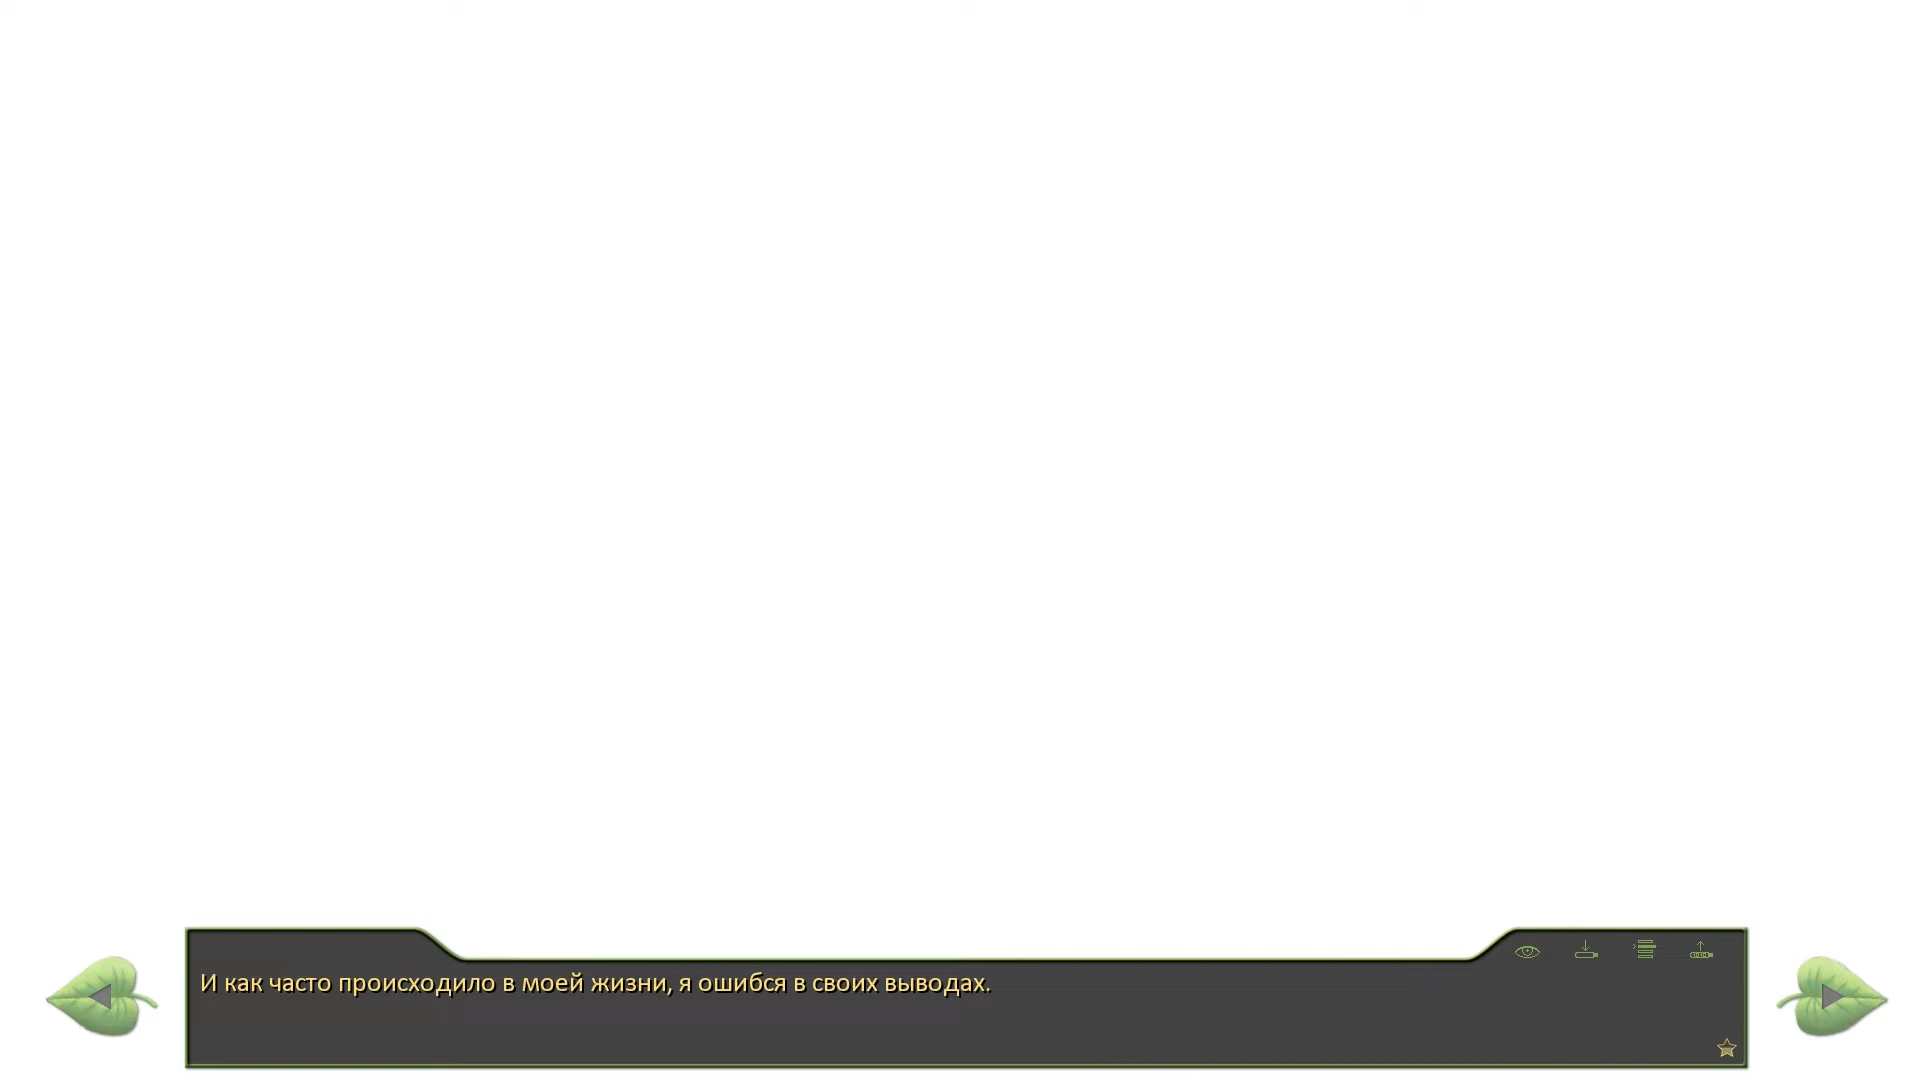 И как часто происходило в моей жизни, я ошибся в своих выводах.